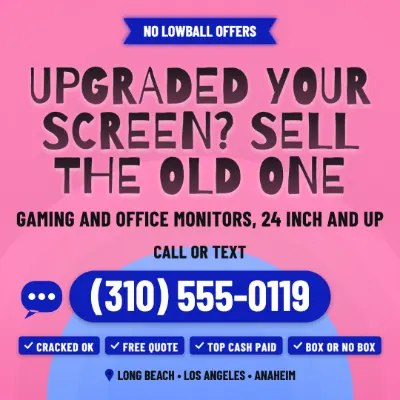 NO LOWBALL OFFERS
UPGRADED YOUR
SCREEN? SELL
THE OLD ONE
GAMING AND OFFICE MONITORS, 24 INCH AND UP
CALL OR TEXT
(310) 555-0119
CRACKED OK FREE QUOTE TOP CASH PAID BOX OR NO BOX
LONG BEACH • LOS ANGELES • ANAHEIM